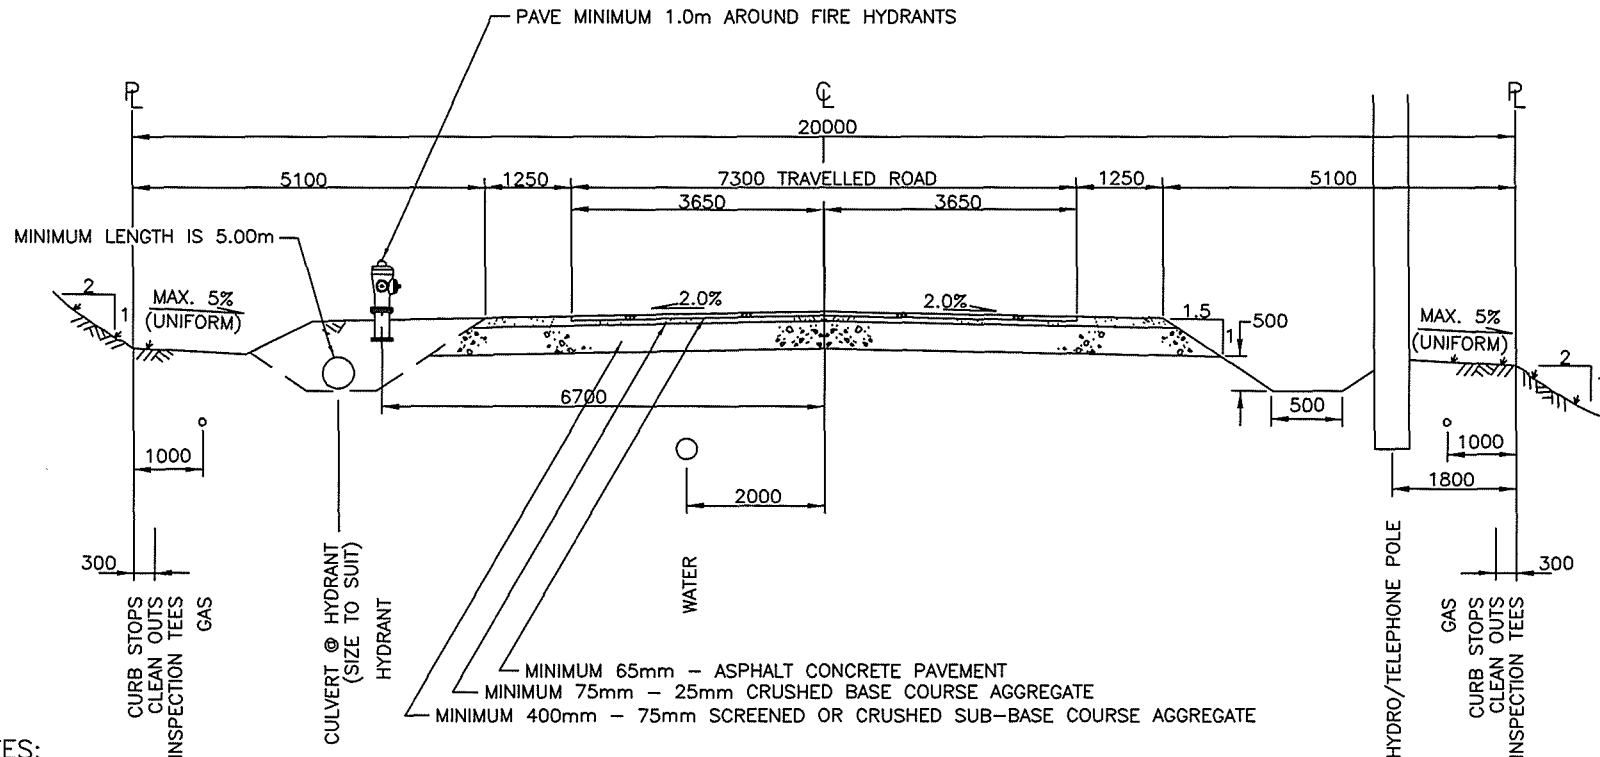 PAVE MINIMUM 1.0m AROUND FIRE HYDRANTS
PL
CL
PL
20000
5100
1250
7300 TRAVELLED ROAD
1250
5100
3650
3650
MINIMUM LENGTH IS 5.00m
2
1
MAX. 5%
(UNIFORM)
2.0%
2.0%
1.5
1
500
MAX. 5%
(UNIFORM)
2
1
6700
500
1000
1000
2000
1800
300
300
CURB STOPS
CLEAN OUTS
INSPECTION TEES
GAS
CULVERT @ HYDRANT
(SIZE TO SUIT)
HYDRANT
WATER
HYDRO/TELEPHONE POLE
GAS
CURB STOPS
CLEAN OUTS
INSPECTION TEES
MINIMUM 65mm – ASPHALT CONCRETE PAVEMENT
MINIMUM 75mm – 25mm CRUSHED BASE COURSE AGGREGATE
MINIMUM 400mm – 75mm SCREENED OR CRUSHED SUB–BASE COURSE AGGREGATE
TES: